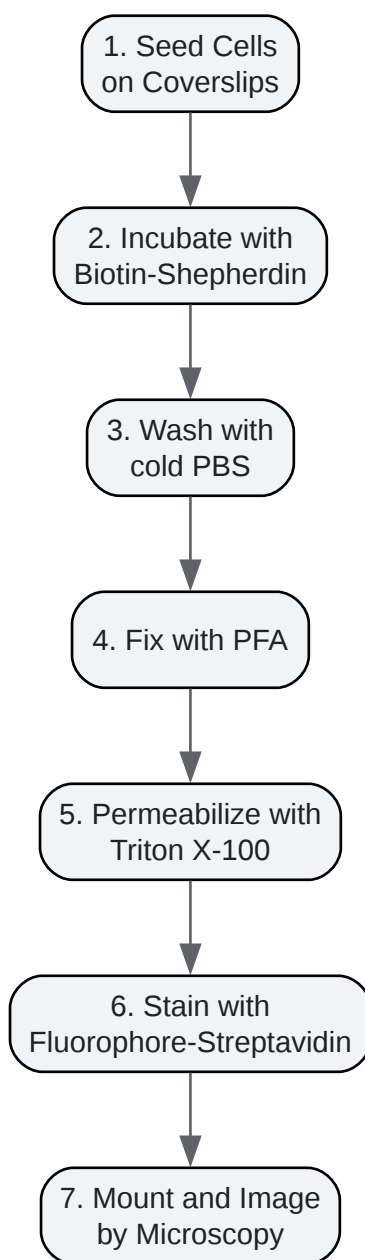 1. Seed Cells
on Coverslips
2. Incubate with
Biotin-Shepherdin
3. Wash with
cold PBS
4. Fix with PFA
5. Permeabilize with
Triton X-100
6. Stain with
Fluorophore-Streptavidin
7. Mount and Image
by Microscopy